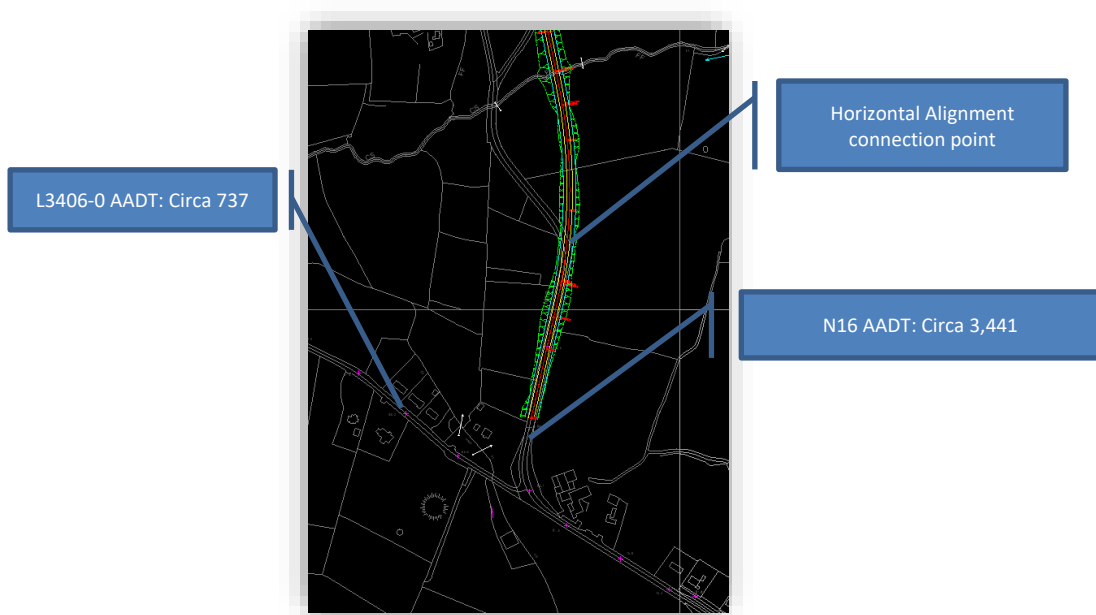 Horizontal Alignment
connection point
L3406-0 AADT: Circa 737
N16 AADT: Circa 3,441